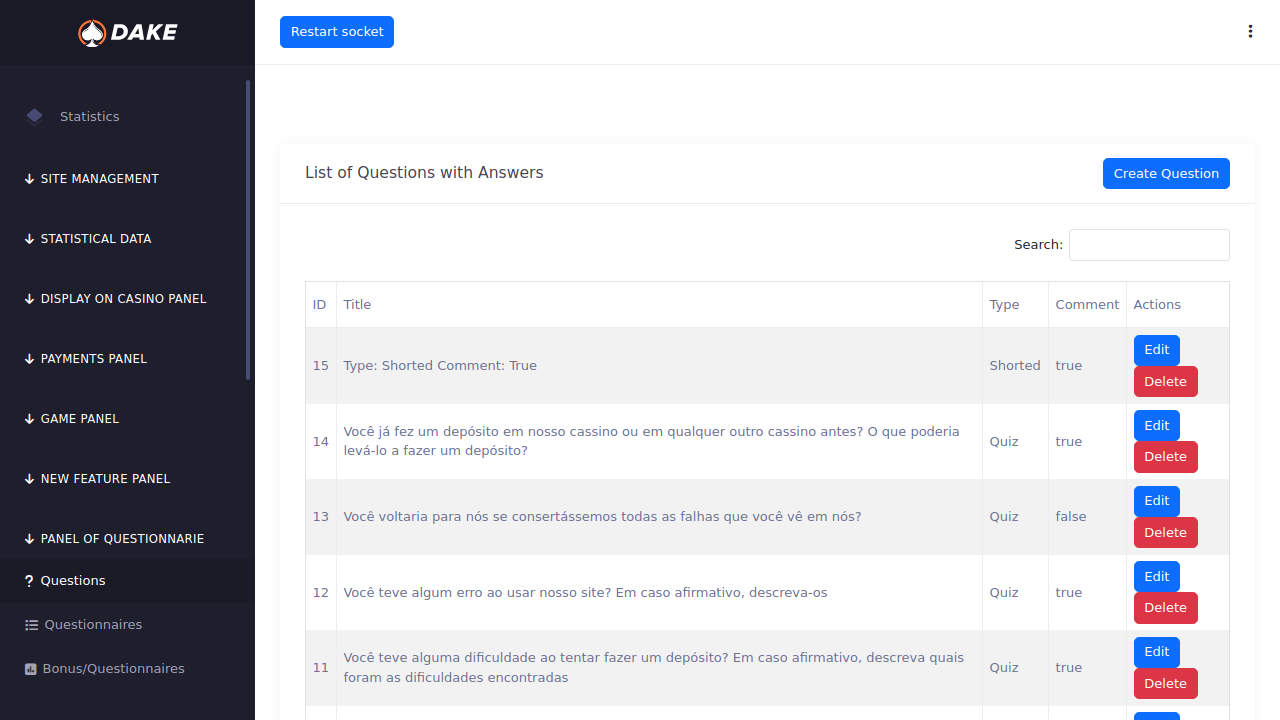 DAKE
Restart socket
Statistics
SITE MANAGEMENT
STATISTICAL DATA
DISPLAY ON CASINO PANEL
PAYMENTS PANEL
GAME PANEL
NEW FEATURE PANEL
PANEL OF QUESTIONNARIE
Questions
Questionnaires
Bonus/Questionnaires
List of Questions with Answers
Create Question
Search:
ID Title Type Comment Actions
15 Type: Shorted Comment: True Shorted true Edit
Delete
14 Você já fez um depósito em nosso cassino ou em qualquer outro cassino antes? O que poderia
levá-lo a fazer um depósito? Quiz true Edit
Delete
13 Você voltaria para nós se consertássemos todas as falhas que você vê em nós? Quiz false Edit
Delete
12 Você teve algum erro ao usar nosso site? Em caso afirmativo, descreva-os Quiz true Edit
Delete
11 Você teve alguma dificuldade ao tentar fazer um depósito? Em caso afirmativo, descreva quais
foram as dificuldades encontradas Quiz true Edit
Delete